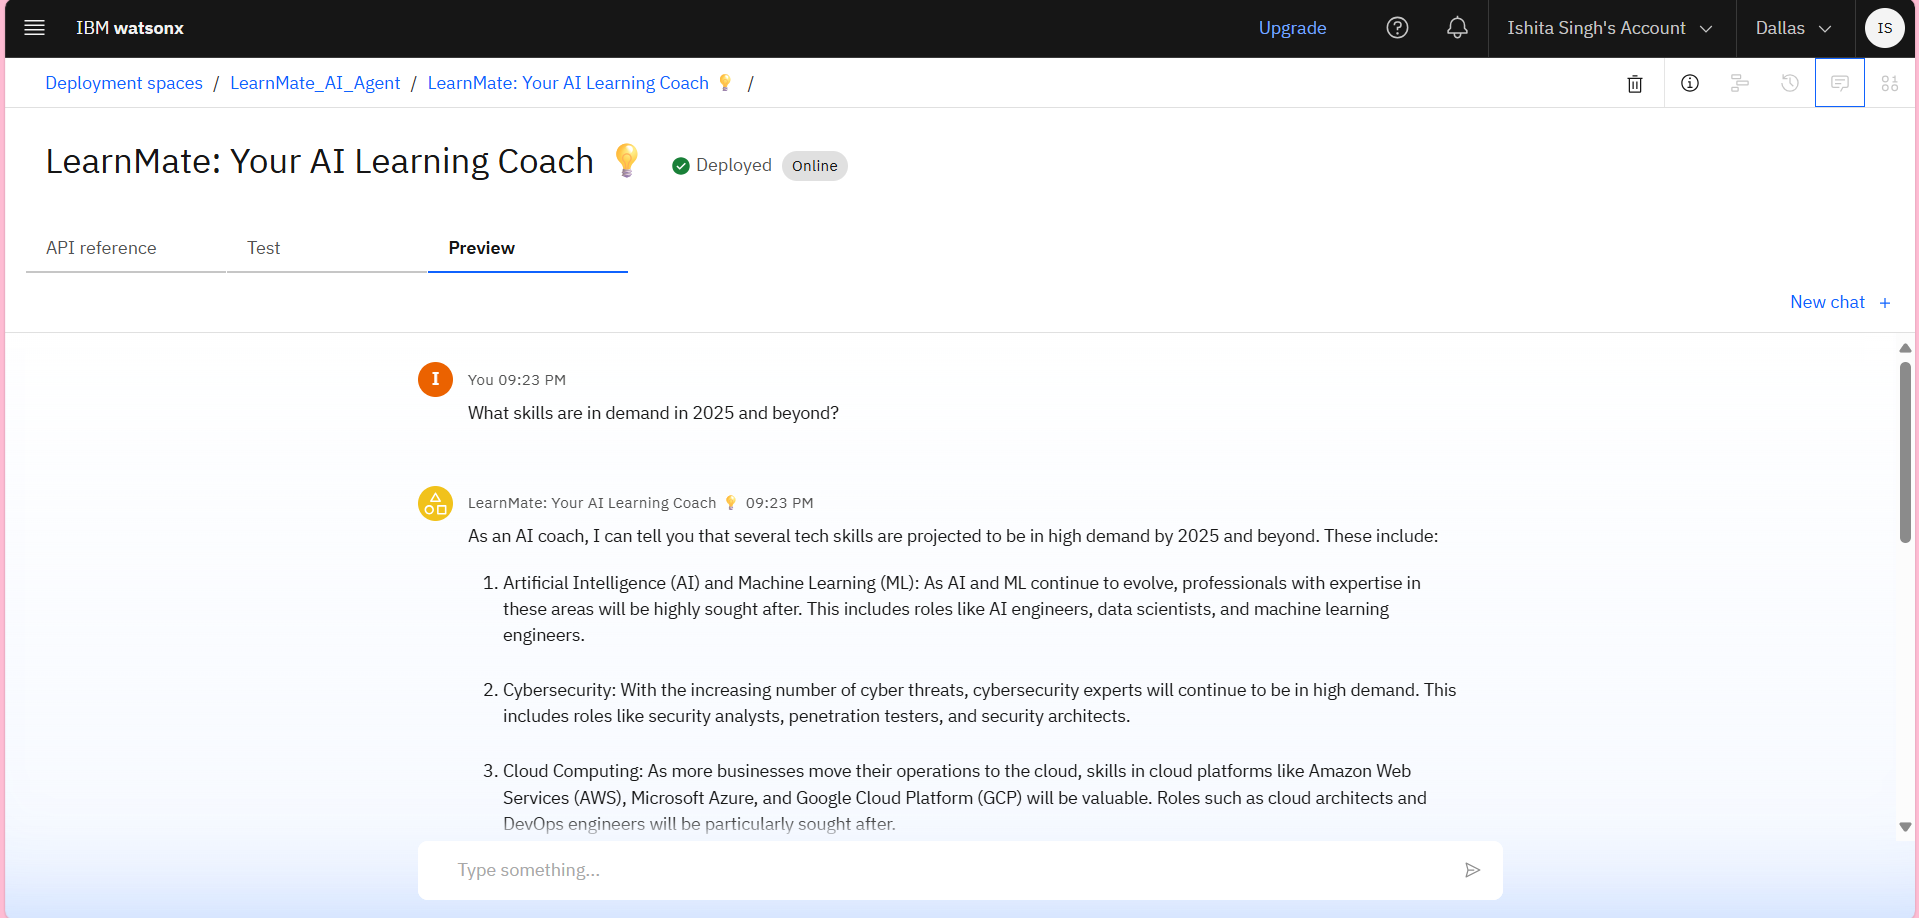 IBM watsonx
Upgrade
Ishita Singh's Account
Dallas
IS
Deployment spaces / LearnMate_AI_Agent / LearnMate: Your AI Learning Coach 💡 /
LearnMate: Your AI Learning Coach 💡
Deployed
Online
API reference
Test
Preview
New chat +
I
You 09:23 PM
What skills are in demand in 2025 and beyond?
LearnMate: Your AI Learning Coach 💡 09:23 PM
As an AI coach, I can tell you that several tech skills are projected to be in high demand by 2025 and beyond. These include:
1. Artificial Intelligence (AI) and Machine Learning (ML): As AI and ML continue to evolve, professionals with expertise in
these areas will be highly sought after. This includes roles like AI engineers, data scientists, and machine learning
engineers.
2. Cybersecurity: With the increasing number of cyber threats, cybersecurity experts will continue to be in high demand. This
includes roles like security analysts, penetration testers, and security architects.
3. Cloud Computing: As more businesses move their operations to the cloud, skills in cloud platforms like Amazon Web
Services (AWS), Microsoft Azure, and Google Cloud Platform (GCP) will be valuable. Roles such as cloud architects and
DevOps engineers will be particularly sought after.
Type something...